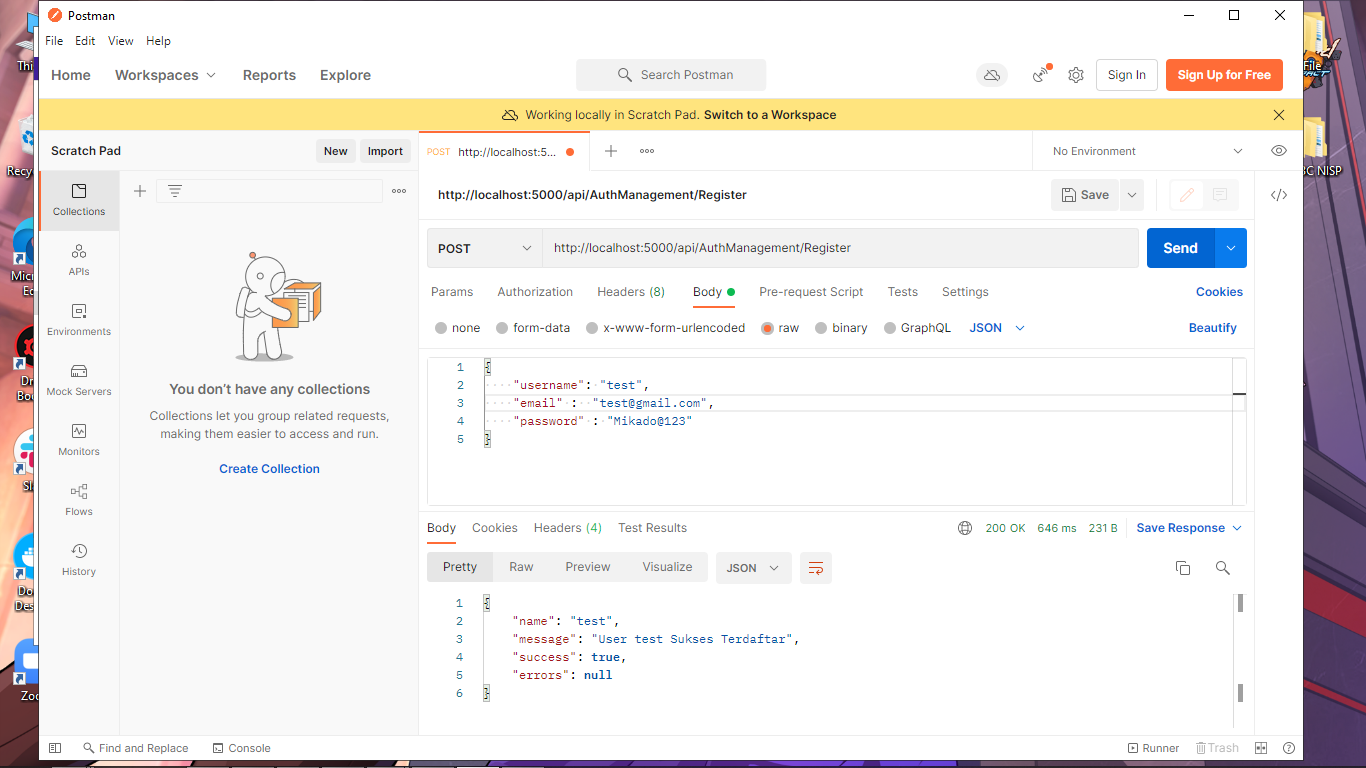 Postman
File Edit View Help
Home Workspaces Reports Explore Search Postman Sign In Sign Up for Free
Working locally in Scratch Pad. Switch to a Workspace
Scratch Pad New Import
POST http://localhost:5...
No Environment
http://localhost:5000/api/AuthManagement/Register
Save
POST http://localhost:5000/api/AuthManagement/Register Send
Params Authorization Headers (8) Body Pre-request Script Tests Settings Cookies
none form-data x-www-form-urlencoded raw binary GraphQL JSON Beautify
1 {
2 "username": "test",
3 "email" : "test@gmail.com",
4 "password" : "Mikado@123"
5 }
Collections
APIs
Environments
Mock Servers
Monitors
Flows
History
You don't have any collections
Collections let you group related requests,
making them easier to access and run.
Create Collection
Body Cookies Headers (4) Test Results 200 OK 646 ms 231 B Save Response
Pretty Raw Preview Visualize JSON
1 {
2 "name": "test",
3 "message": "User test Sukses Terdaftar",
4 "success": true,
5 "errors": null
6 }
Find and Replace Console Runner Trash
File
NISP